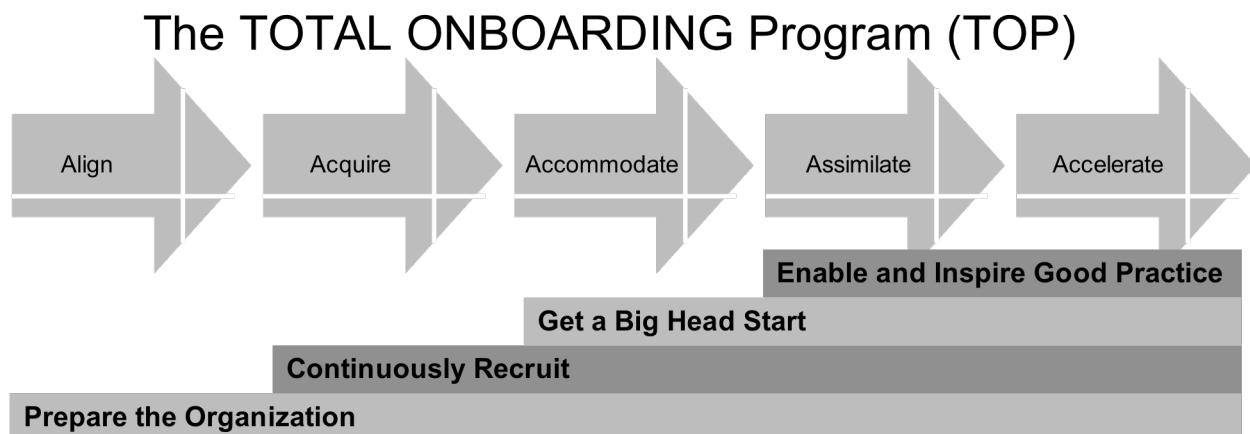 The TOTAL ONBOARDING Program (TOP)
Align
Acquire
Accommodate
Assimilate
Accelerate
Enable and Inspire Good Practice
Get a Big Head Start
Continuously Recruit
Prepare the Organization